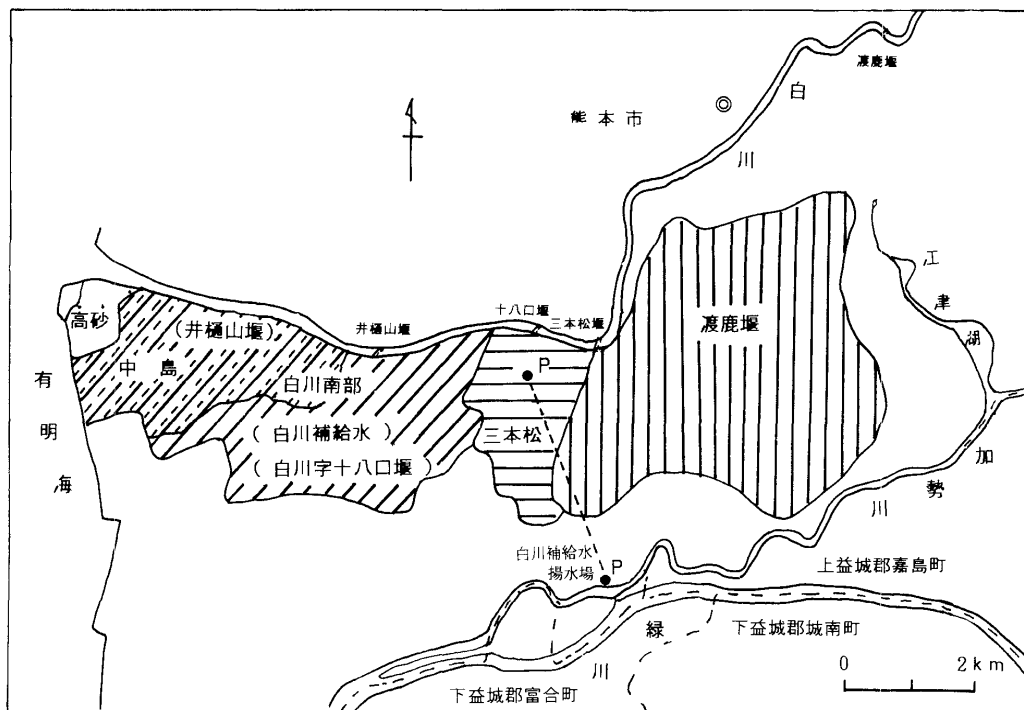 渡鹿堰
白川
熊本市
江津湖
十八口堰
三本松堰
井樋山堰
渡鹿堰
高砂
(井樋山堰)
中島
白川南部
P
(白川補給水)
三本松
(白川字十八口堰)
有明海
加勢川
白川補給水
揚水場
P
上益城郡嘉島町
緑川
下益城郡城南町
下益城郡富合町
0 2km